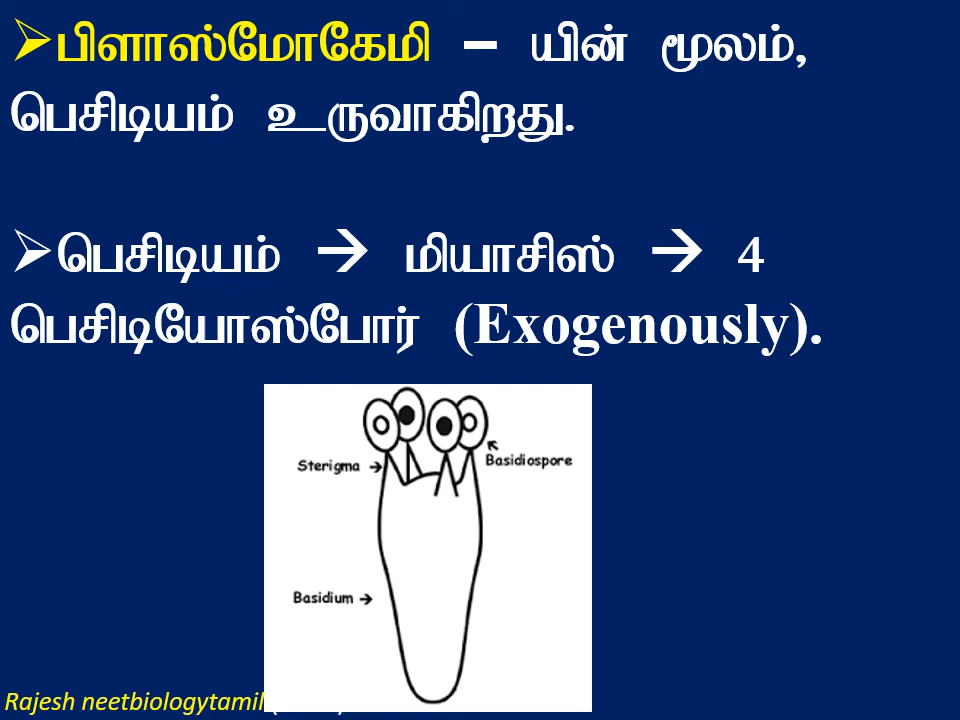 ➢பிளாஸ்மோகேமி – யின் மூலம்,
பெசிடியம் உருவாகிறது.
➢பெசிடியம் → மியாசிஸ் → 4
பெசிடியோஸ்போர் (Exogenously).
Sterigma
Basidiospore
Basidium
Rajesh neetbiologytamil